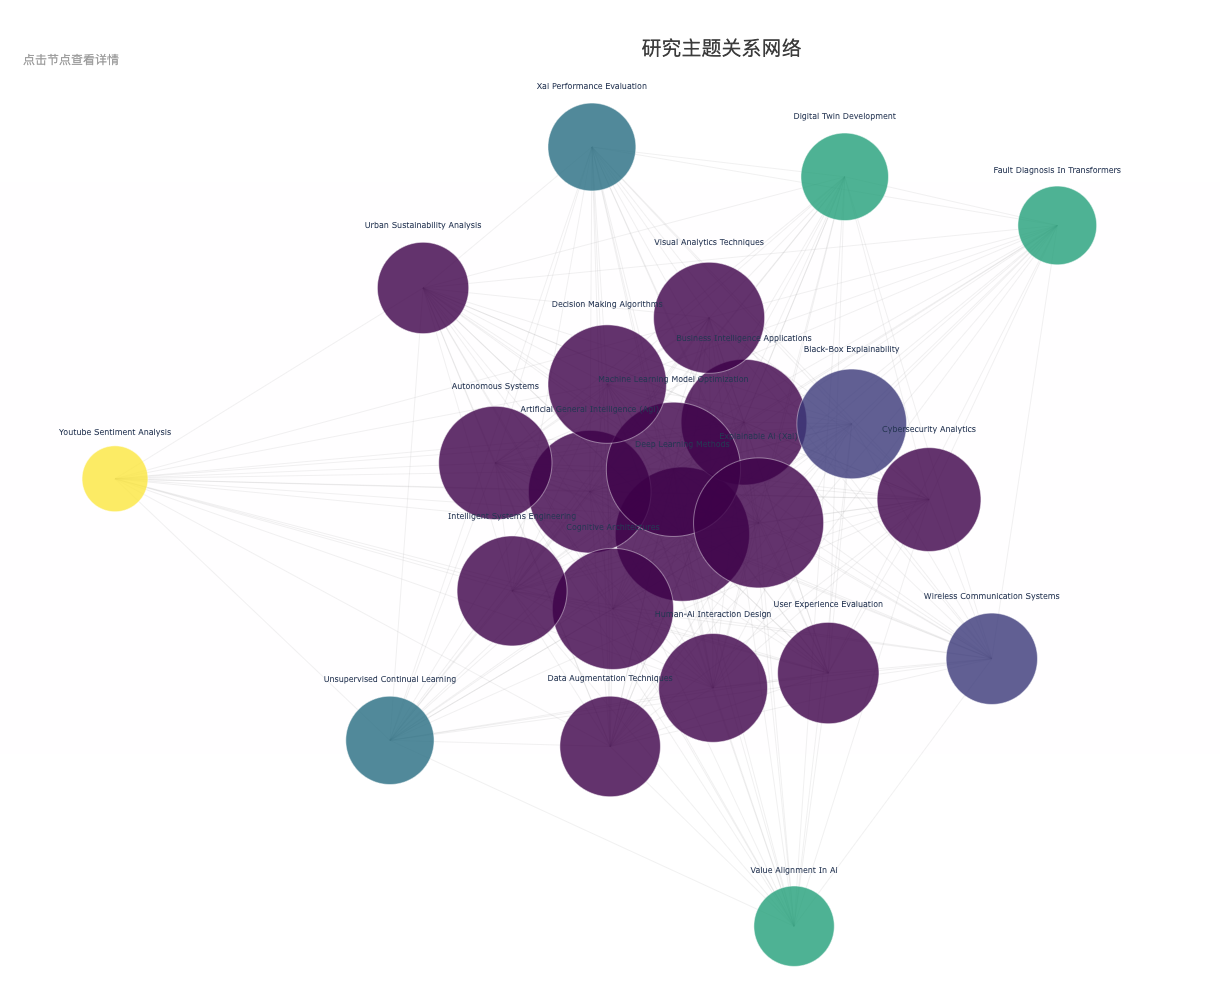 研究主题关系网络
点击节点查看详情
Xai Performance Evaluation
Digital Twin Development
Fault Diagnosis In Transformers
Urban Sustainability Analysis
Visual Analytics Techniques
Decision Making Algorithms
Business Intelligence Applications
Black-Box Explainability
Machine Learning Model Optimization
Autonomous Systems
Artificial General Intelligence
Youtube Sentiment Analysis
Cybersecurity Analytics
Explainable AI (Xai)
Deep Learning Methods
Intelligent Systems Engineering
Cognitive
Wireless Communication Systems
User Experience Evaluation
Human-Ai Interaction Design
Unsupervised Continual Learning
Data Augmentation Techniques
Value Alignment In Ai